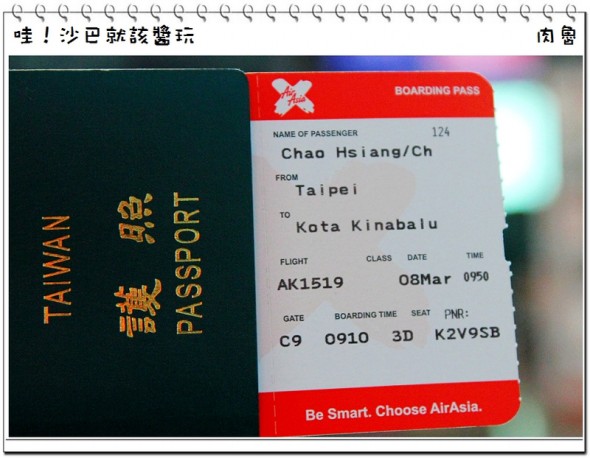 哇！沙巴就該醬玩
肉魯
TAIWAN
護照
PASSPORT
Air Asia
BOARDING PASS
NAME OF PASSENGER 124
Chao Hsiang/Ch
FROM
Taipei
TO
Kota Kinabalu
FLIGHT CLASS DATE TIME
AK1519 08Mar 0950
GATE BOARDING TIME SEAT PNR:
C9 0910 3D K2V9SB
Be Smart. Choose AirAsia.